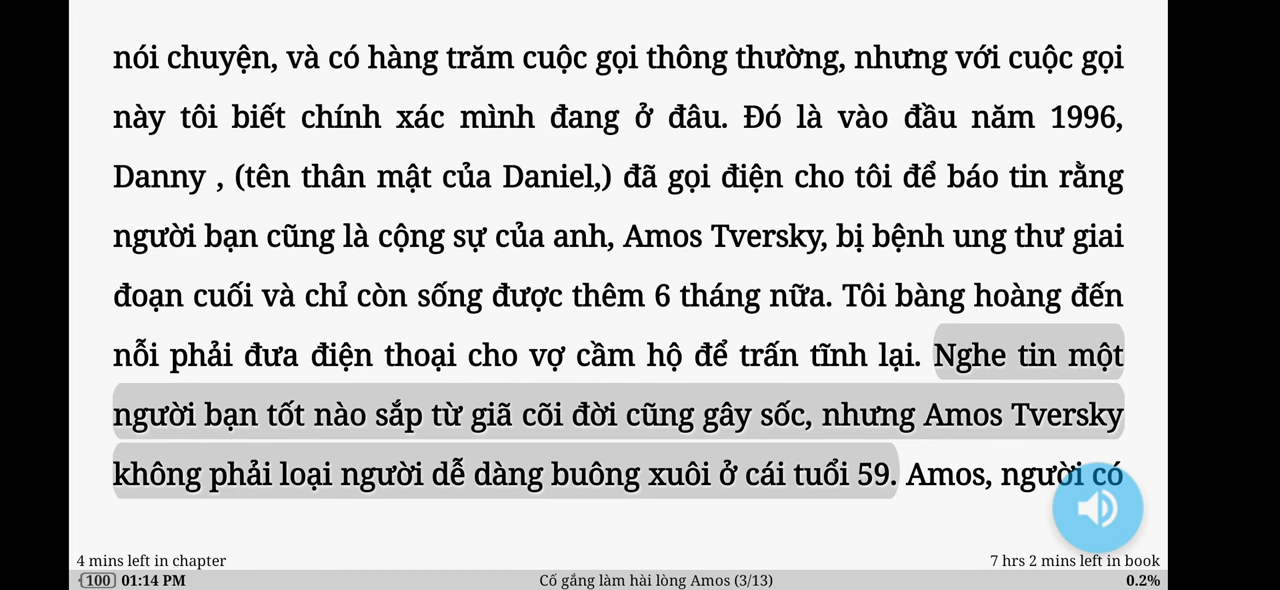 nói chuyện, và có hàng trăm cuộc gọi thông thường, nhưng với cuộc gọi
này tôi biết chính xác mình đang ở đâu. Đó là vào đầu năm 1996,
Danny , (tên thân mật của Daniel,) đã gọi điện cho tôi để báo tin rằng
người bạn cũng là cộng sự của anh, Amos Tversky, bị bệnh ung thư giai
đoạn cuối và chỉ còn sống được thêm 6 tháng nữa. Tôi bàng hoàng đến
nỗi phải đưa điện thoại cho vợ cầm hộ để trấn tĩnh lại. Nghe tin một
người bạn tốt nào sắp từ giã cõi đời cũng gây sốc, nhưng Amos Tversky
không phải loại người dễ dàng buông xuôi ở cái tuổi 59. Amos, người có
4 mins left in chapter 7 hrs 2 mins left in book
100 01:14 PM Cố gắng làm hài lòng Amos (3/13) 0.2%